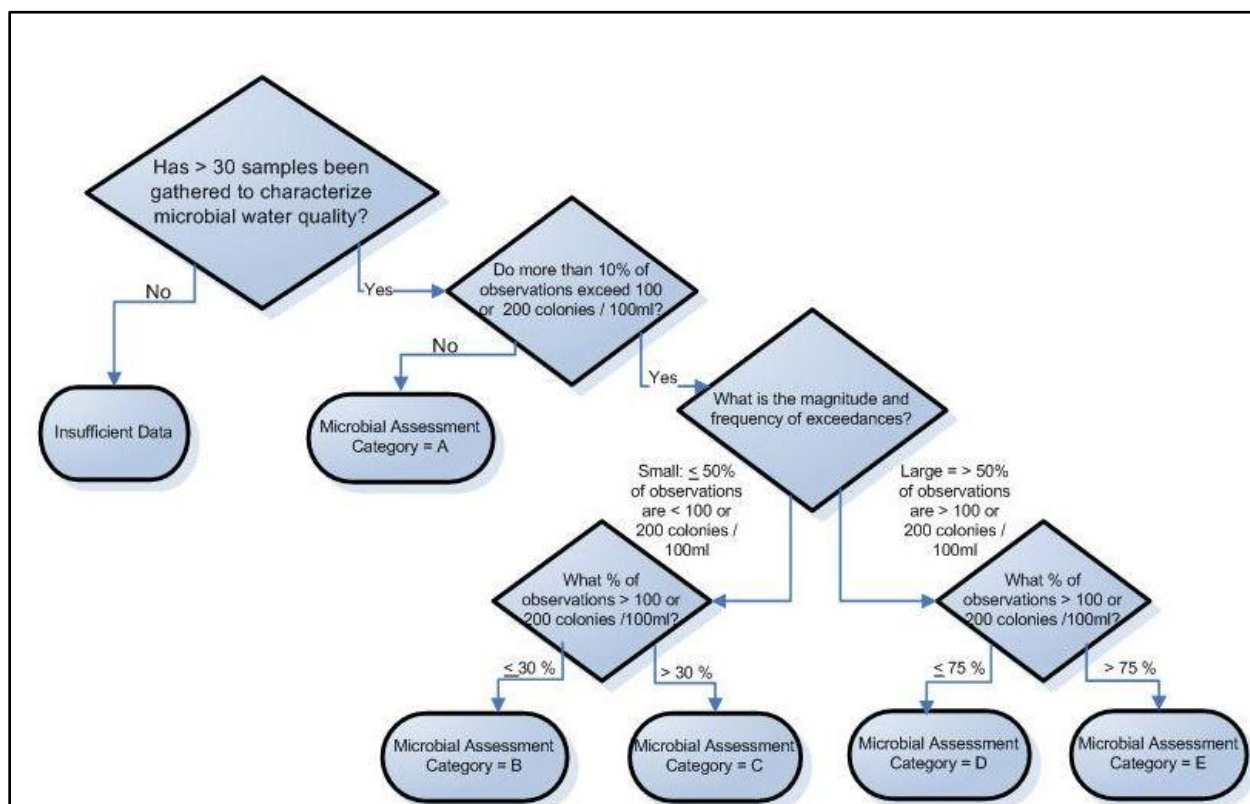 Has > 30 samples been
gathered to characterize
microbial water quality?
No
Yes
Insufficient Data
Do more than 10% of
observations exceed 100
or 200 colonies / 100ml?
No
Yes
Microbial Assessment
Category = A
What is the magnitude and
frequency of exceedances?
Small: ≤ 50%
of observations
are < 100 or
200 colonies /
100ml
Large = > 50%
of observations
are > 100 or
200 colonies /
100ml
What % of
observations > 100 or
200 colonies /100ml?
≤ 30 %
> 30 %
What % of
observations > 100 or
200 colonies /100ml?
≤ 75 %
> 75 %
Microbial Assessment
Category = B
Microbial Assessment
Category = C
Microbial Assessment
Category = D
Microbial Assessment
Category = E